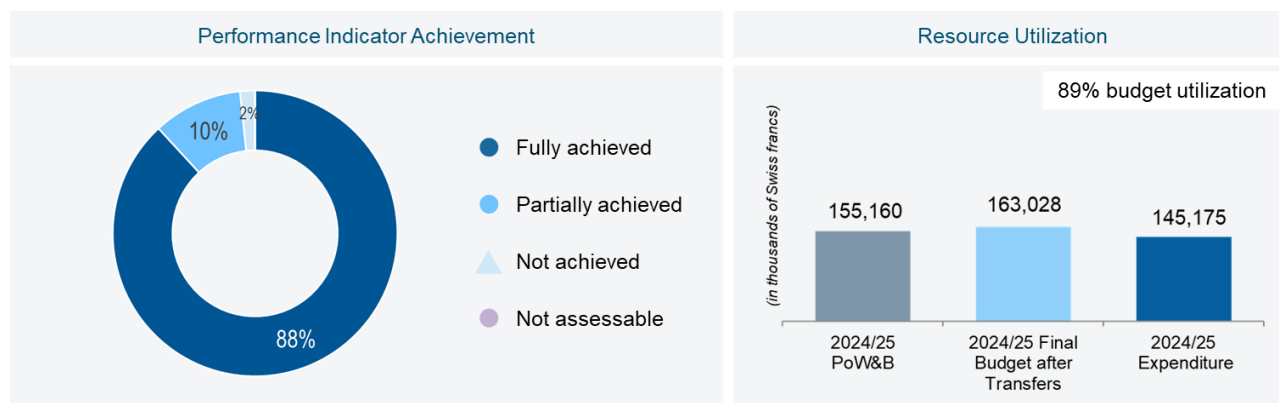 Performance Indicator Achievement
2%
10%
88%
Fully achieved
Partially achieved
Not achieved
Not assessable
Resource Utilization
89% budget utilization
(in thousands of Swiss francs)
155,160
163,028
145,175
2024/25
PoW&B
2024/25 Final
Budget after
Transfers
2024/25
Expenditure